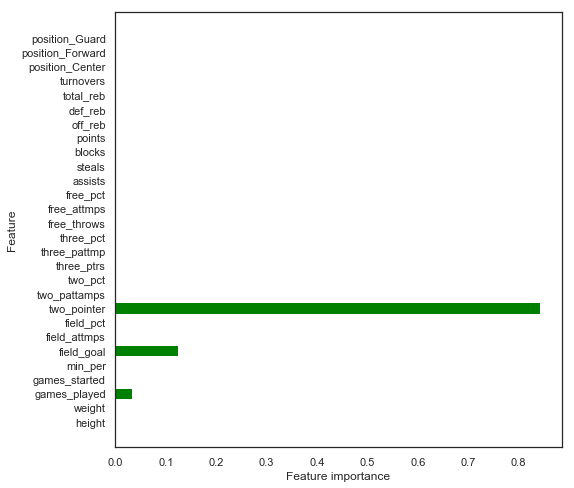 position_Guard
position_Forward
position_Center
turnovers
total_reb
def_reb
off_reb
points
blocks
steals
assists
free_pct
free_attmps
free_throws
three_pct
three_pattmp
three_ptrs
two_pct
two_pattamps
two_pointer
field_pct
field_attmps
field_goal
min_per
games_started
games_played
weight
height
Feature
0.0 0.1 0.2 0.3 0.4 0.5 0.6 0.7 0.8
Feature importance